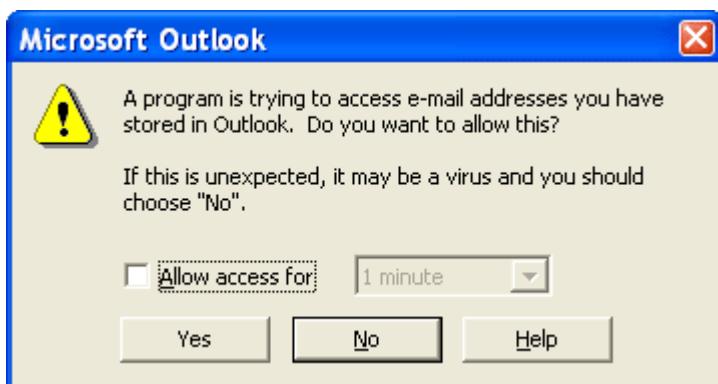 Microsoft Outlook
A program is trying to access e-mail addresses you have
stored in Outlook. Do you want to allow this?
If this is unexpected, it may be a virus and you should
choose "No".
Allow access for 1 minute
Yes No Help